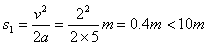 s₁ = v²/2a = 2²/2×5 m = 0.4m < 10m